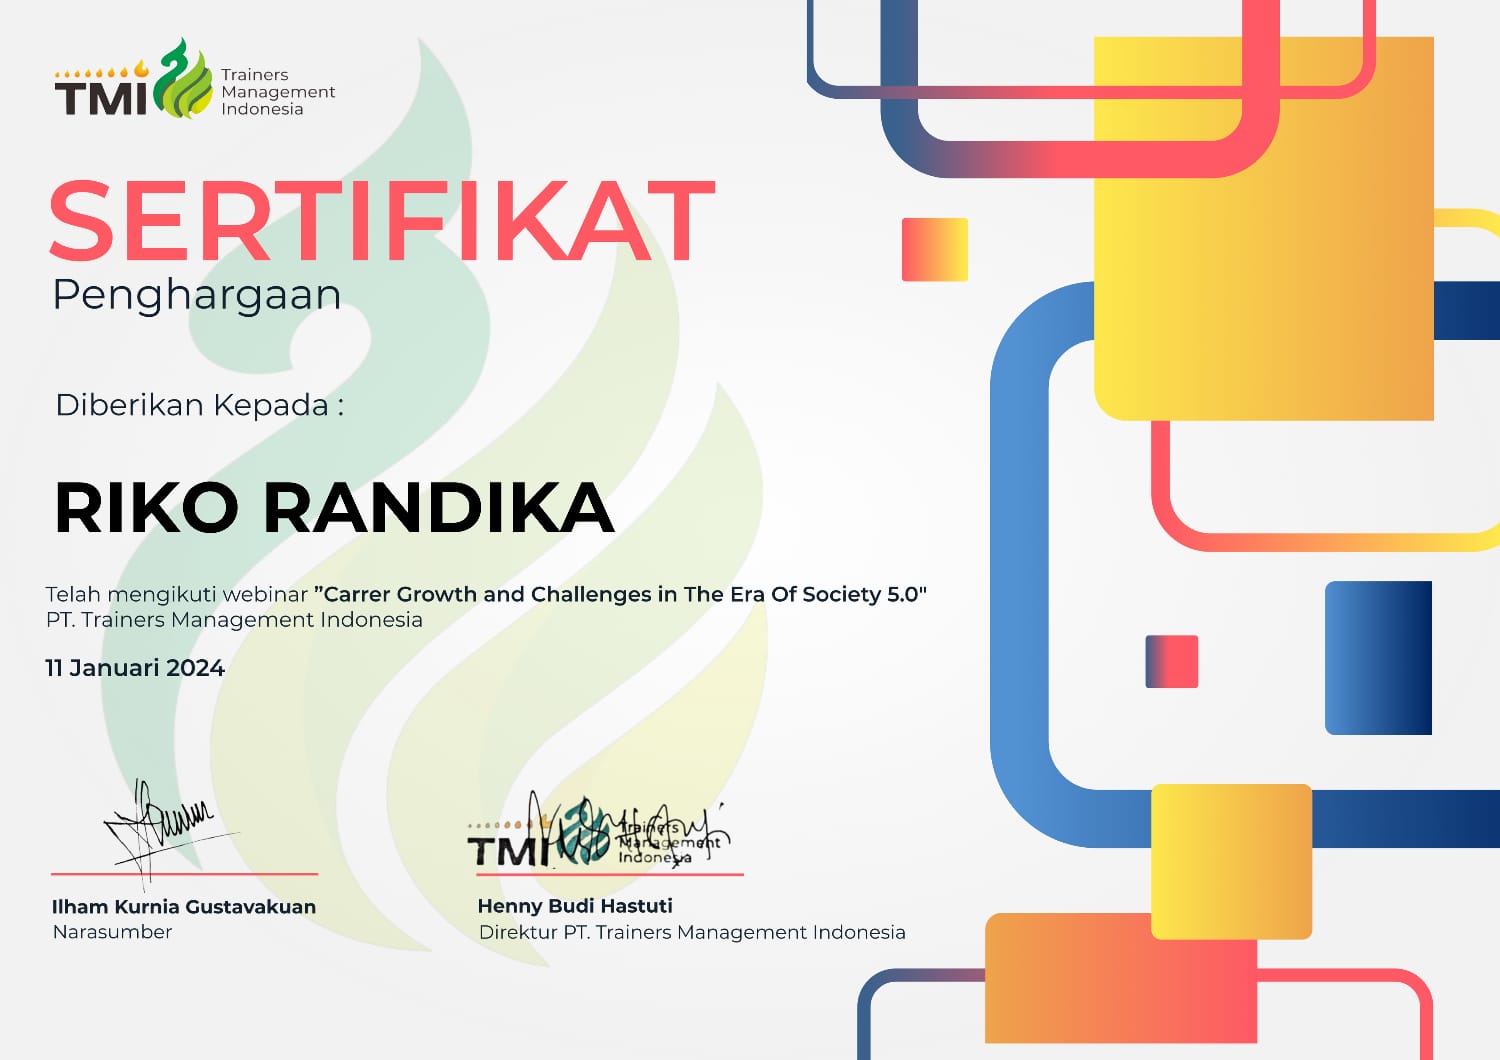 TMI
Trainers
Management
Indonesia
SERTIFIKAT
Penghargaan
Diberikan Kepada :
RIKO RANDIKA
Telah mengikuti webinar ”Carrer Growth and Challenges in The Era Of Society 5.0"
PT. Trainers Management Indonesia
11 Januari 2024
TMI
Trainers
Management
Indonesia
Ilham Kurnia Gustavakuan
Narasumber
Henny Budi Hastuti
Direktur PT. Trainers Management Indonesia